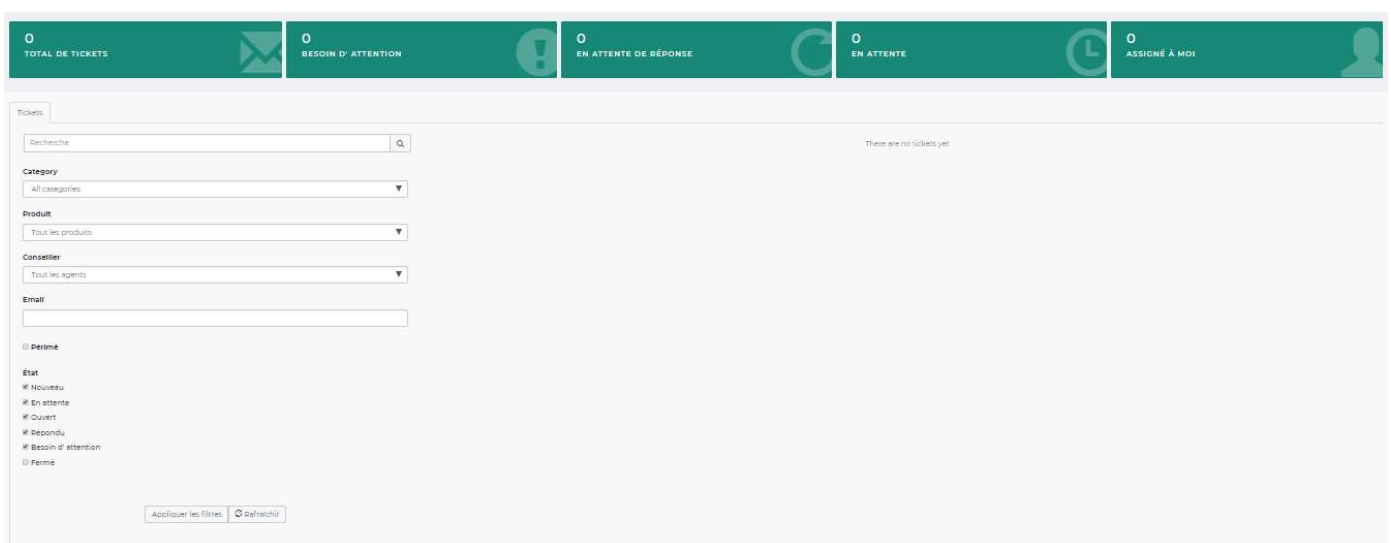 0
TOTAL DE TICKETS
0
BESOIN D' ATTENTION
0
EN ATTENTE DE RÉPONSE
0
EN ATTENTE
0
ASSIGNÉ À MOI
Tickets
Recherche
There are no tickets yet
Category
All categories
Produit
Tout les produits
Conseiller
Tout les agents
Email
Périmé
État
Nouveau
En attente
Ouvert
Répondu
Besoin d' attention
Fermé
Appliquer les filtres
Rafraîchir